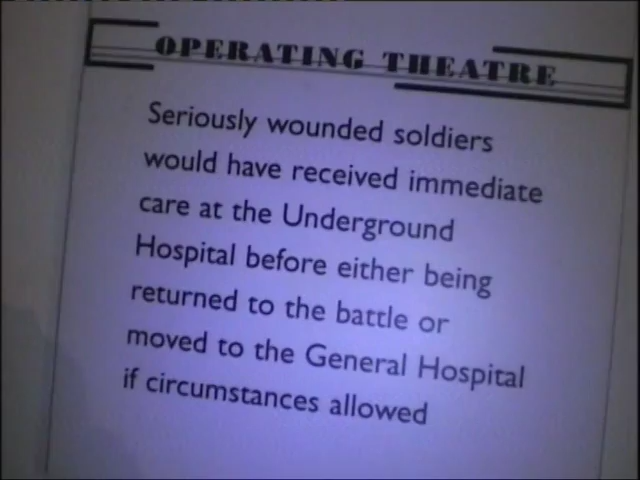 OPERATING THEATRE
Seriously wounded soldiers
would have received immediate
care at the Underground
Hospital before either being
returned to the battle or
moved to the General Hospital
if circumstances allowed